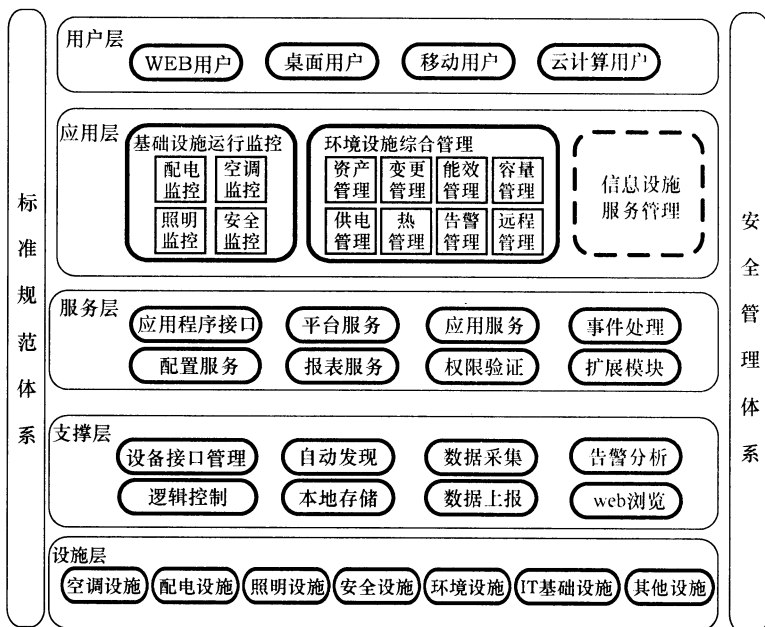 标准规范体系
用户层
WEB用户
桌面用户
移动用户
云计算用户
应用层
基础设施运行监控
配电监控
空调监控
照明监控
安全监控
环境设施综合管理
资产管理
变更管理
能效管理
容量管理
供电管理
热管理
告警管理
远程管理
信息设施
服务管理
服务层
应用程序接口
平台服务
应用服务
事件处理
配置服务
报表服务
权限验证
扩展模块
支撑层
设备接口管理
自动发现
数据采集
告警分析
逻辑控制
本地存储
数据上报
web浏览
设施层
空调设施
配电设施
照明设施
安全设施
环境设施
IT基础设施
其他设施
安全管理体系